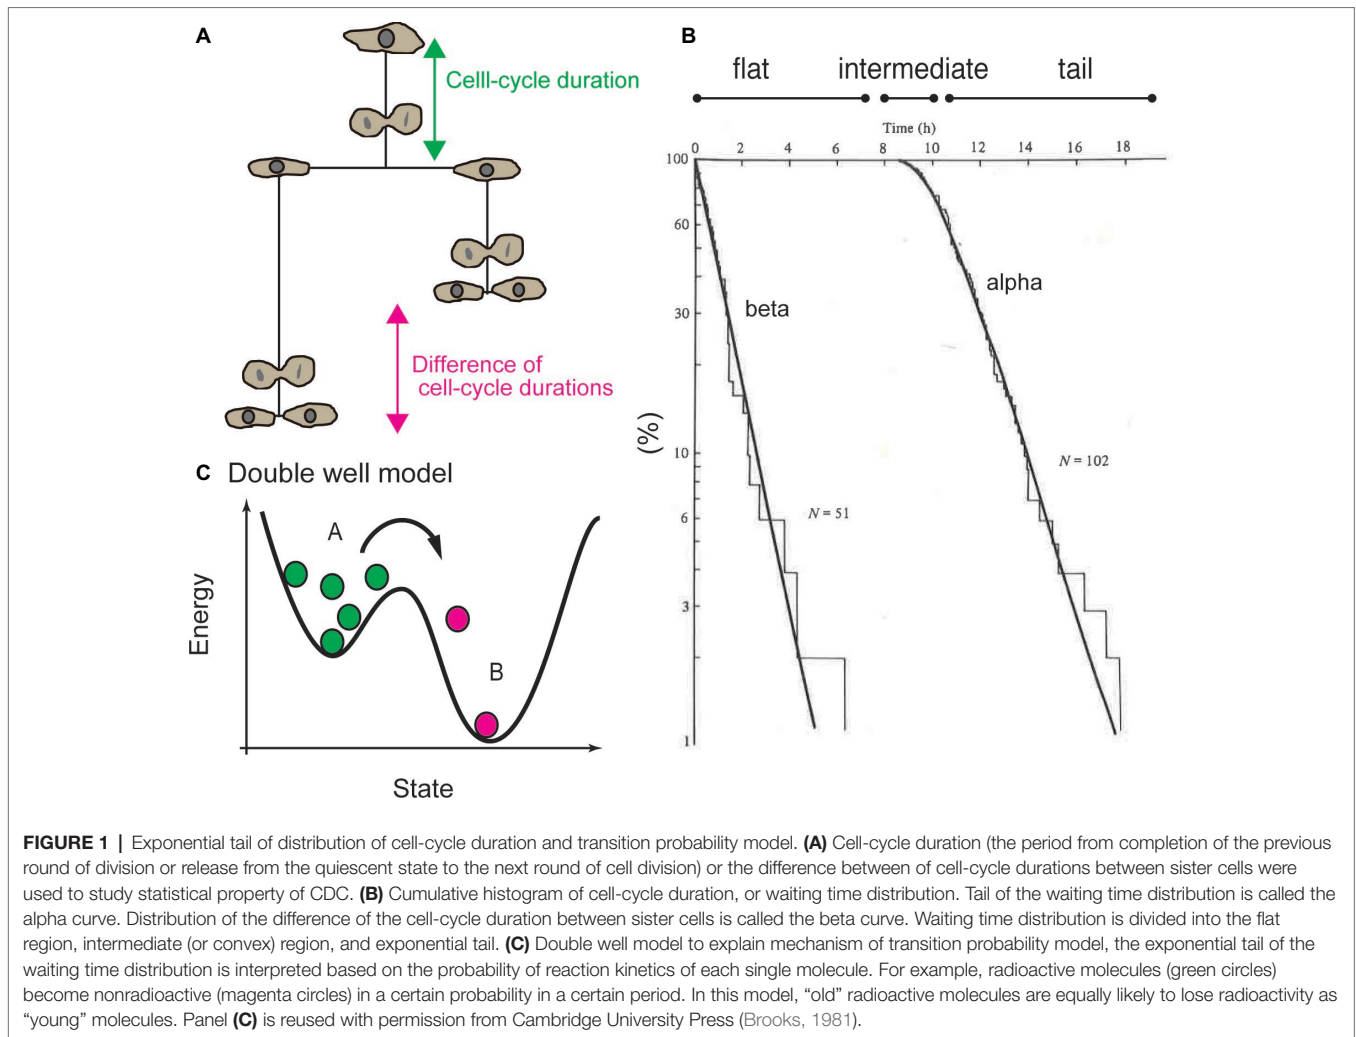 A
Celll-cycle duration
Difference of
cell-cycle durations
B
flat intermediate tail
Time (h)
0 2 4 6 8 10 12 14 16 18
100
60
30
10
6
3
1
(%)
beta
alpha
N = 51
N = 102
C Double well model
A
B
Energy
State
FIGURE 1 | Exponential tail of distribution of cell-cycle duration and transition probability model. (A) Cell-cycle duration (the period from completion of the previous
round of division or release from the quiescent state to the next round of cell division) or the difference between of cell-cycle durations between sister cells were
used to study statistical property of CDC. (B) Cumulative histogram of cell-cycle duration, or waiting time distribution. Tail of the waiting time distribution is called the
alpha curve. Distribution of the difference of the cell-cycle duration between sister cells is called the beta curve. Waiting time distribution is divided into the flat
region, intermediate (or convex) region, and exponential tail. (C) Double well model to explain mechanism of transition probability model, the exponential tail of the
waiting time distribution is interpreted based on the probability of reaction kinetics of each single molecule. For example, radioactive molecules (green circles)
become nonradioactive (magenta circles) in a certain probability in a certain period. In this model, “old” radioactive molecules are equally likely to lose radioactivity as
“young” molecules. Panel (C) is reused with permission from Cambridge University Press (Brooks, 1981).